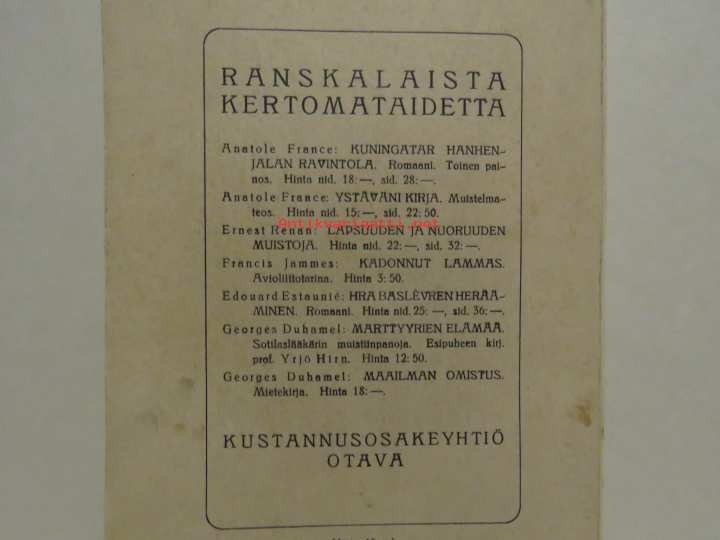 RANSKALAISTA
KERTOMATAIDETTA
Anatole France: KUNINGATAR HANHEN-
JALAN RAVINTOLA. Romaani. Toinen pai-
nos. Hinta nid. 18: —, sid. 28: —.
Anatole France: YSTÄVÄNI KIRJA. Muistelma-
teos. Hinta nid. 15: —, sid. 22: 50.
Antikvariaatti.net
Ernest Renan: LAPSUUDEN JA NUORUUDEN
MUISTOJA. Hinta nid. 22: —, sid. 32: —.
Francis Jammes: KADONNUT LAMMAS.
Avioliittotarina. Hinta 3: 50.
Edouard Estaunié: HRA BASLÈVREN HERÄÄ-
MINEN. Romaani. Hinta nid. 25: —, sid. 36: —.
Georges Duhamel: MARTTYYRIEN ELÄMÄÄ.
Sotilaslääkärin muistiinpanoja. Esipuheen kirj.
prof. Yrjö Hirn. Hinta 12: 50.
Georges Duhamel: MAAILMAN OMISTUS.
Mietekirja. Hinta 18: —.
KUSTANNUSOSAKEYHTIÖ
OTAVA